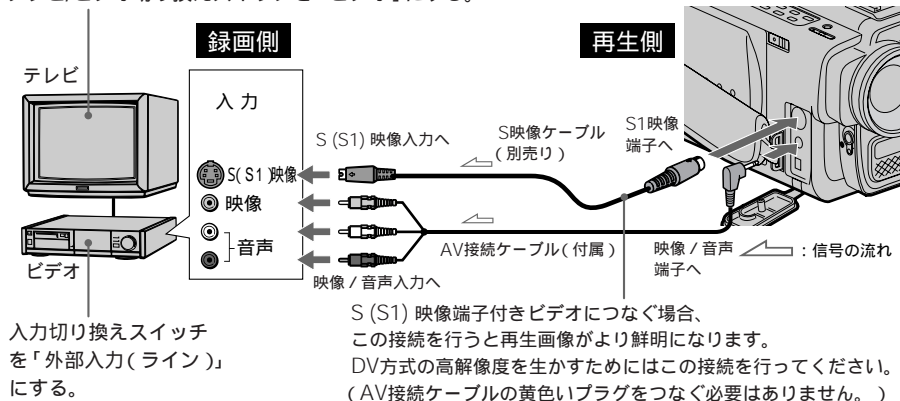 録画側
再生側
テレビ
入 力
S (S1) 映像入力へ
S映像ケーブル
(別売り)
S1映像
端子へ
S(S1)映像
映像
音声
AV接続ケーブル(付属)
映像 / 音声
端子へ
:信号の流れ
ビデオ
映像 / 音声入力へ
入力切り換えスイッチ
を「外部入力(ライン)」
にする。
S (S1) 映像端子付きビデオにつなぐ場合、
この接続を行うと再生画像がより鮮明になります。
DV方式の高解像度を生かすためにはこの接続を行ってください。
(AV接続ケーブルの黄色いプラグをつなぐ必要はありません。)